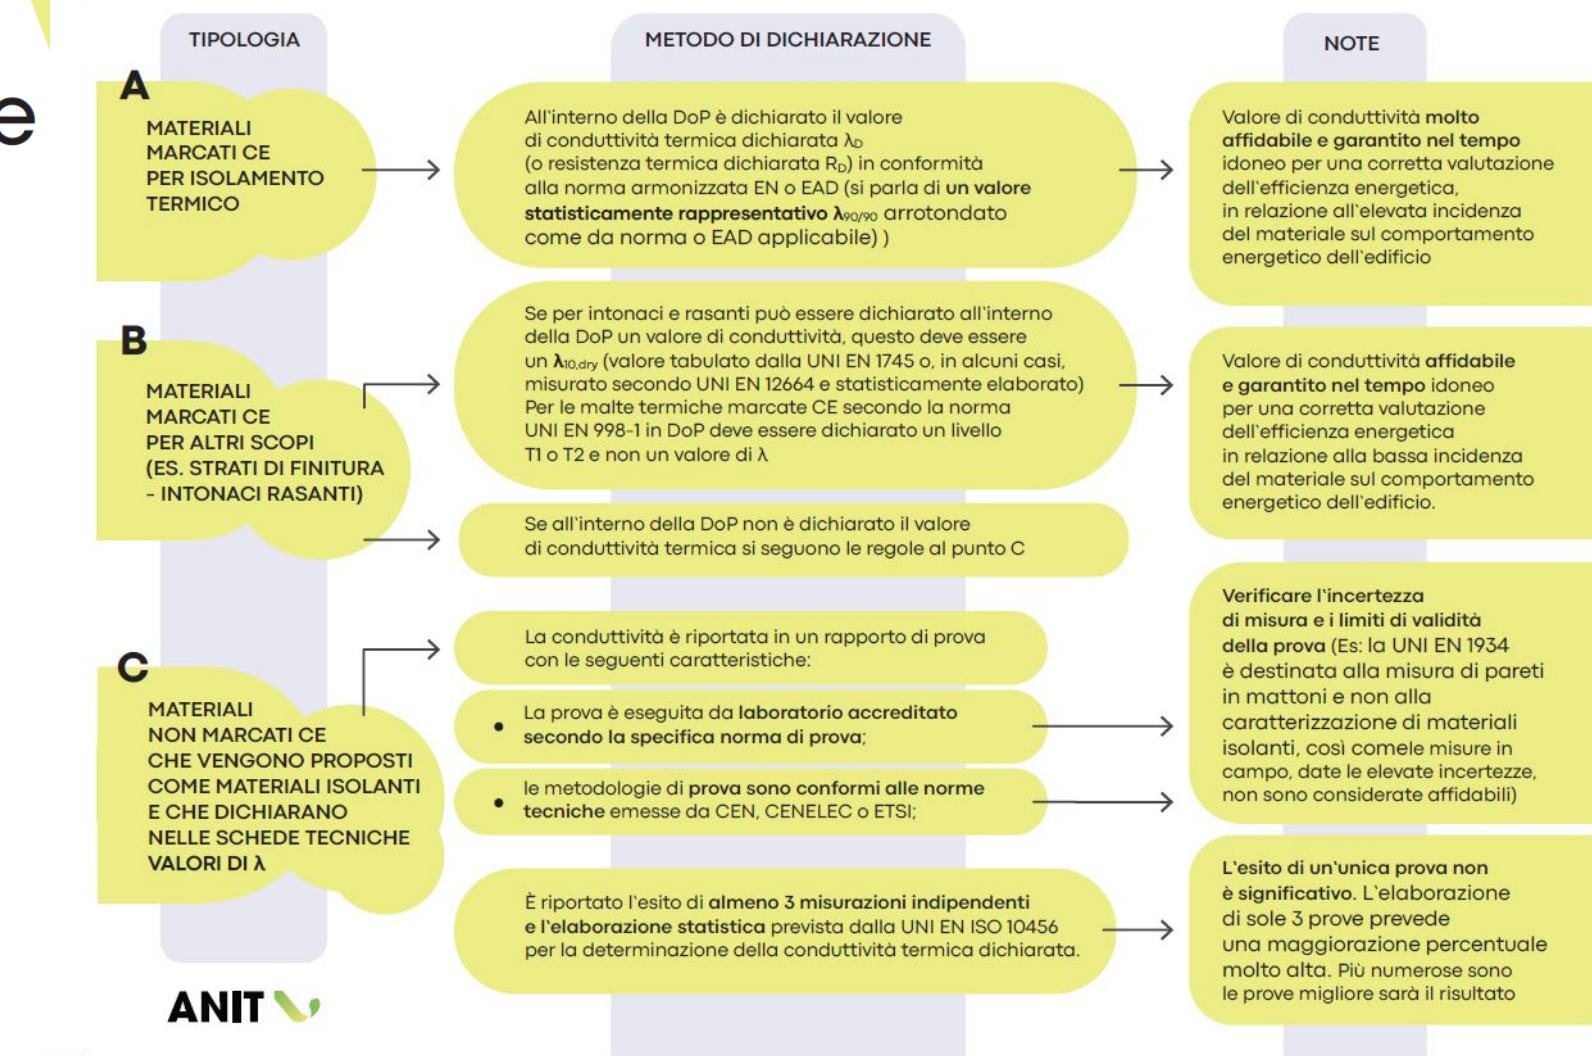 e
TIPOLOGIA
METODO DI DICHIARAZIONE
NOTE
A
MATERIALI
MARCATI CE
PER ISOLAMENTO
TERMICO
All'interno della DoP è dichiarato il valore
di conduttività termica dichiarata λD
(o resistenza termica dichiarata RD) in conformità
alla norma armonizzata EN o EAD (si parla di un valore
statisticamente rappresentativo λ90/90 arrotondato
come da norma o EAD applicabile) )
Valore di conduttività molto
affidabile e garantito nel tempo
idoneo per una corretta valutazione
dell'efficienza energetica,
in relazione all'elevata incidenza
del materiale sul comportamento
energetico dell'edificio
B
MATERIALI
MARCATI CE
PER ALTRI SCOPI
(ES. STRATI DI FINITURA
- INTONACI RASANTI)
Se per intonaci e rasanti può essere dichiarato all'interno
della DoP un valore di conduttività, questo deve essere
un λ10,dry (valore tabulato dalla UNI EN 1745 o, in alcuni casi,
misurato secondo UNI EN 12664 e statisticamente elaborato)
Per le malte termiche marcate CE secondo la norma
UNI EN 998-1 in DoP deve essere dichiarato un livello
T1 o T2 e non un valore di λ
Valore di conduttività affidabile
e garantito nel tempo idoneo
per una corretta valutazione
dell'efficienza energetica
in relazione alla bassa incidenza
del materiale sul comportamento
energetico dell'edificio.
Se all'interno della DoP non è dichiarato il valore
di conduttività termica si seguono le regole al punto C
C
MATERIALI
NON MARCATI CE
CHE VENGONO PROPOSTI
COME MATERIALI ISOLANTI
E CHE DICHIARANO
NELLE SCHEDE TECNICHE
VALORI DI λ
La conduttività è riportata in un rapporto di prova
con le seguenti caratteristiche:
• La prova è eseguita da laboratorio accreditato
secondo la specifica norma di prova;
• le metodologie di prova sono conformi alle norme
tecniche emesse da CEN, CENELEC o ETSI;
Verificare l'incertezza
di misura e i limiti di validità
della prova (Es: la UNI EN 1934
è destinata alla misura di pareti
in mattoni e non alla
caratterizzazione di materiali
isolanti, così comele misure in
campo, date le elevate incertezze,
non sono considerate affidabili)
È riportato l'esito di almeno 3 misurazioni indipendenti
e l'elaborazione statistica prevista dalla UNI EN ISO 10456
per la determinazione della conduttività termica dichiarata.
L'esito di un'unica prova non
è significativo. L'elaborazione
di sole 3 prove prevede
una maggiorazione percentuale
molto alta. Più numerose sono
le prove migliore sarà il risultato
ANIT